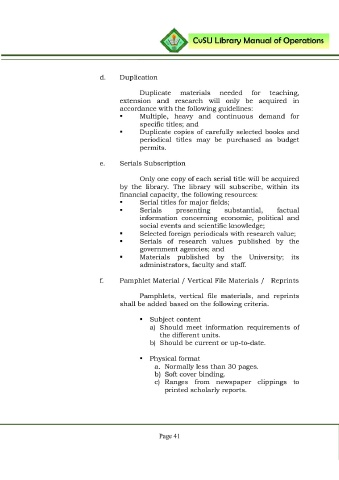 CvSU Library Manual of Operations
d. Duplication
Duplicate materials needed for teaching,
extension and research will only be acquired in
accordance with the following guidelines:
▪ Multiple, heavy and continuous demand for
specific titles; and
▪ Duplicate copies of carefully selected books and
periodical titles may be purchased as budget
permits.
e. Serials Subscription
Only one copy of each serial title will be acquired
by the library. The library will subscribe, within its
financial capacity, the following resources:
▪ Serial titles for major fields;
▪ Serials presenting substantial, factual
information concerning economic, political and
social events and scientific knowledge;
▪ Selected foreign periodicals with research value;
▪ Serials of research values published by the
government agencies; and
▪ Materials published by the University; its
administrators, faculty and staff.
f. Pamphlet Material / Vertical File Materials / Reprints
Pamphlets, vertical file materials, and reprints
shall be added based on the following criteria.
▪ Subject content
a) Should meet information requirements of
the different units.
b) Should be current or up-to-date.
▪ Physical format
a. Normally less than 30 pages.
b) Soft cover binding.
c) Ranges from newspaper clippings to
printed scholarly reports.
Page 41